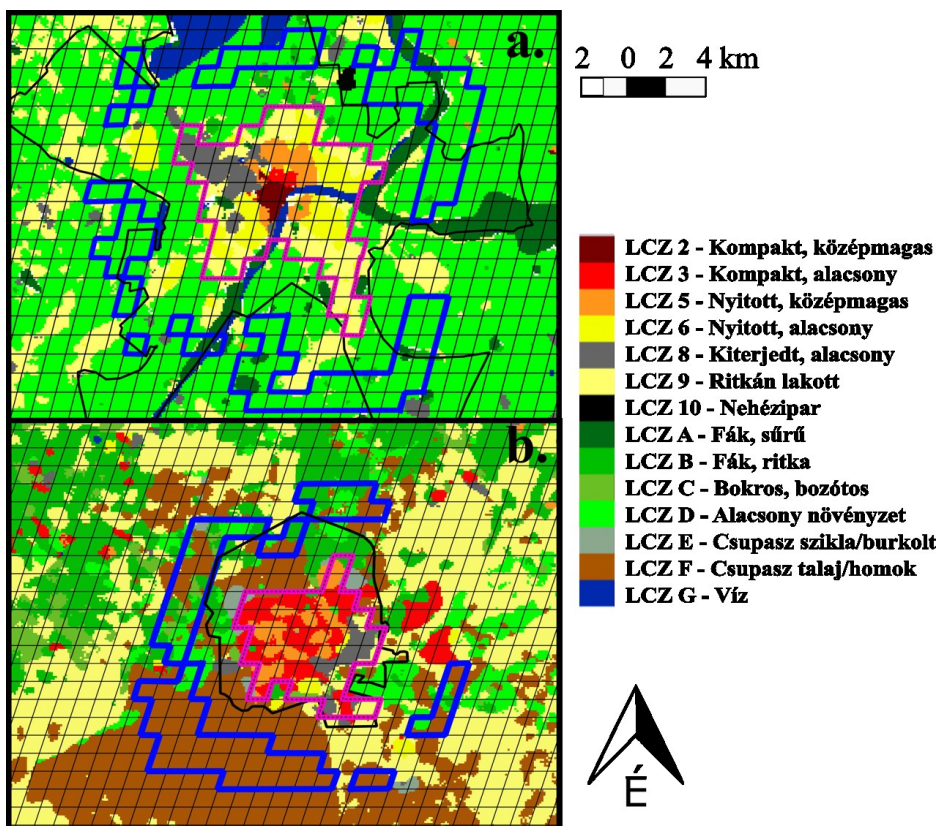 a.
2 0 2 4 km
LCZ 2 - Kompakt, középmagas
LCZ 3 - Kompakt, alacsony
LCZ 5 - Nyitott, középmagas
LCZ 6 - Nyitott, alacsony
LCZ 8 - Kiterjedt, alacsony
LCZ 9 - Ritkán lakott
LCZ 10 - Nehézipar
LCZ A - Fák, sűrű
LCZ B - Fák, ritka
LCZ C - Bokros, bozótos
LCZ D - Alacsony növényzet
LCZ E - Csupasz szikla/burkolt
LCZ F - Csupasz talaj/homok
LCZ G - Víz
b.
É